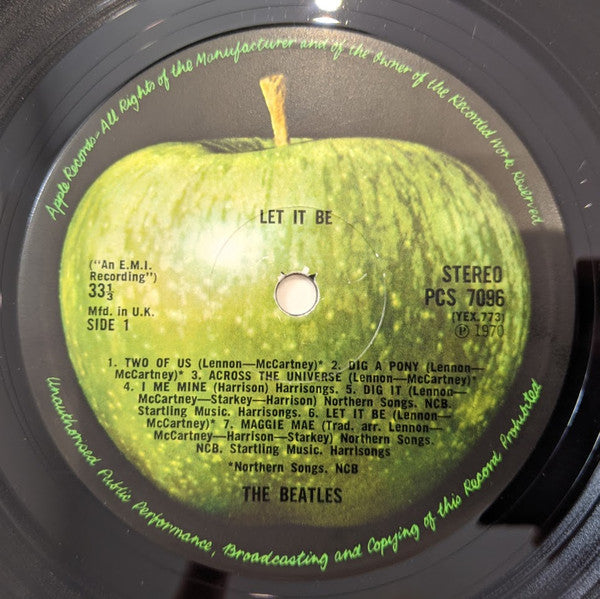 Apple Records-All Rights of the Manufacturer and of the Owner of the Recorded Work Reserved
LET IT BE
("An E.M.I.
Recording")
33⅓
Mfd. in U.K.
SIDE 1
STEREO
PCS 7096
(YEX.773)
℗ 1970
1. TWO OF US (Lennon—McCartney)* 2. DIG A PONY (Lennon—
McCartney)* 3. ACROSS THE UNIVERSE (Lennon—McCartney)*
4. I ME MINE (Harrison) Harrisongs. 5. DIG IT (Lennon—
McCartney—Starkey—Harrison) Northern Songs. NCB.
Startling Music. Harrisongs. 6. LET IT BE (Lennon—
McCartney)* 7. MAGGIE MAE (Trad. arr. Lennon—
McCartney—Harrison—Starkey) Northern Songs.
NCB. Startling Music. Harrisongs
*Northern Songs. NCB
THE BEATLES
Unauthorised Public Performance, Broadcasting and Copying of this Record Prohibited